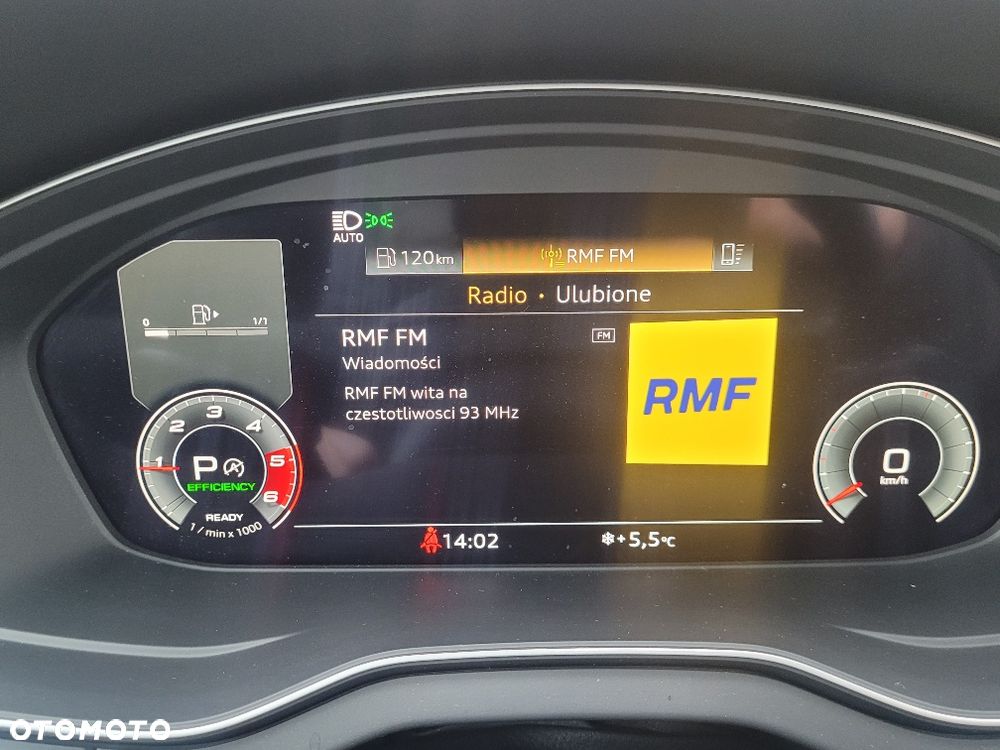 AUTO
120km
RMF FM
Radio • Ulubione
0 1/1
RMF FM
FM
Wiadomości
RMF FM wita na
czestotliwosci 93 MHz
RMF
1 2 3 4 5 6
P A
EFFICIENCY
READY
1 / min x 1000
0
km/h
14:02
+5,5°C
OTOMOTO